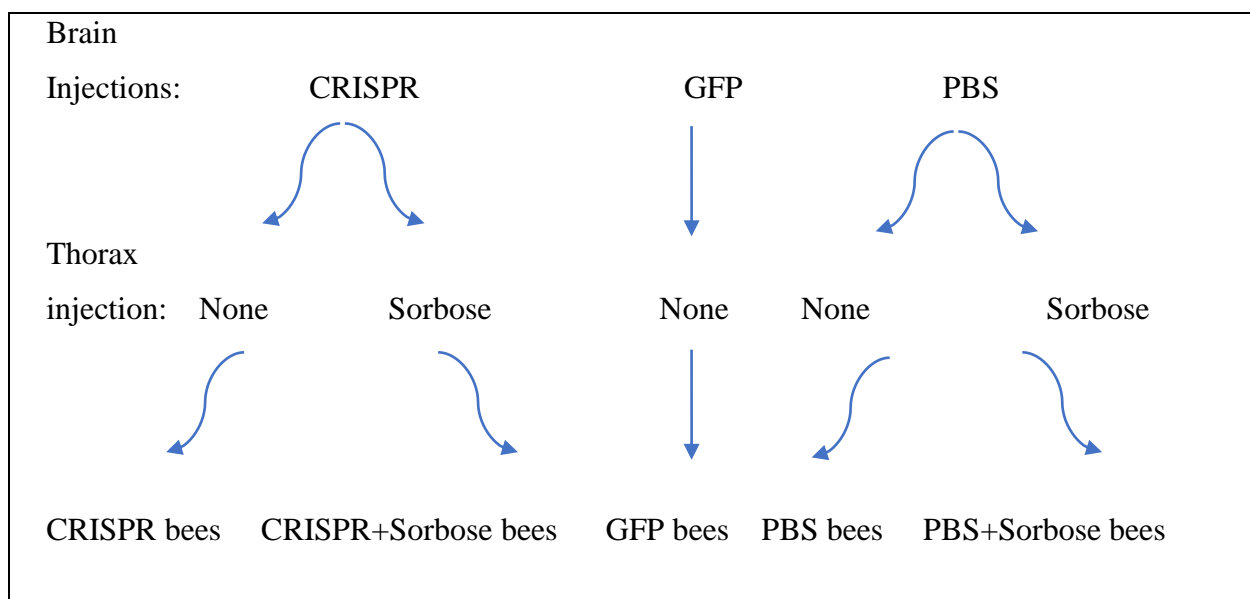 Brain
Injections: CRISPR GFP PBS
Thorax
injection: None Sorbose None None Sorbose
CRISPR bees CRISPR+Sorbose bees GFP bees PBS bees PBS+Sorbose bees